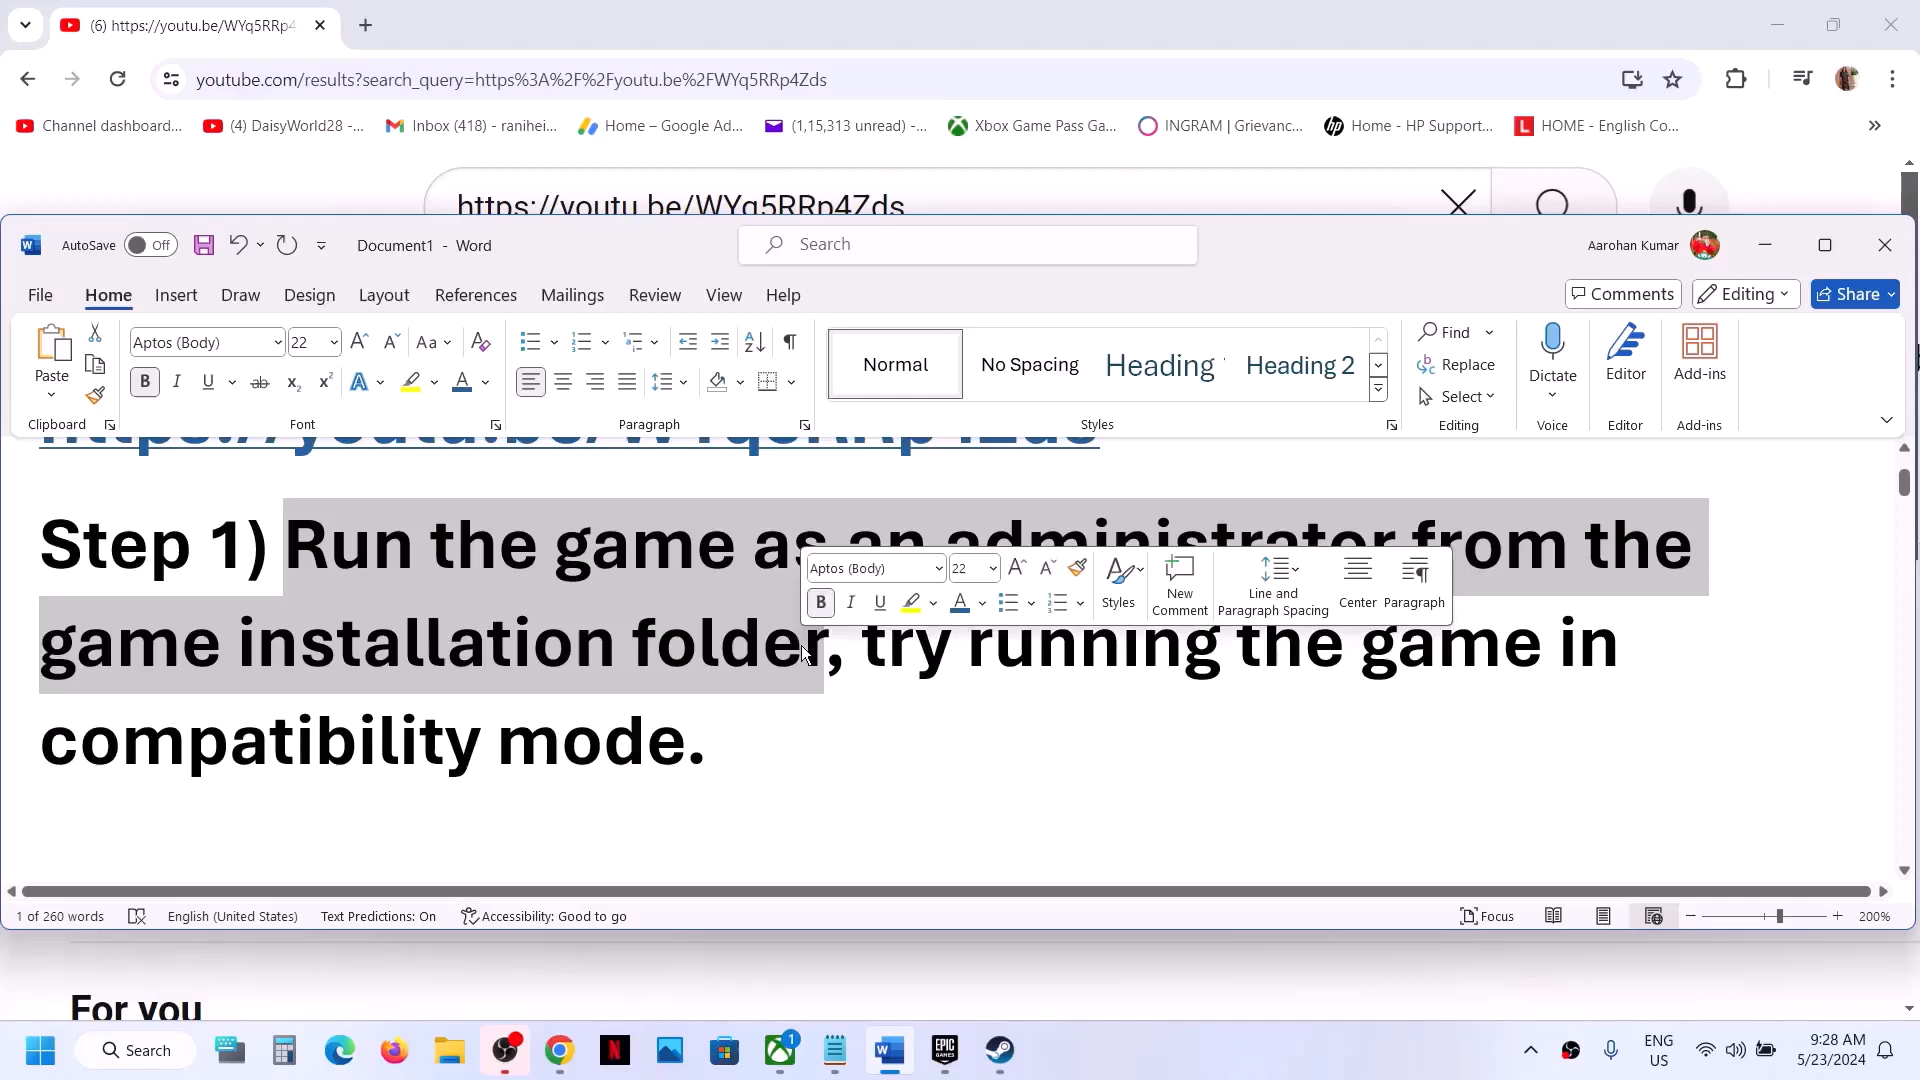 (6) https://youtu.be/WYq5RRp4
youtube.com/results?search_query=https%3A%2F%2Fyoutu.be%2FWYq5RRp4Zds
Channel dashboard...
(4) DaisyWorld28 -...
Inbox (418) - ranihei...
Home – Google Ad...
(1,15,313 unread) -...
Xbox Game Pass Ga...
INGRAM | Grievanc...
Home - HP Support...
HOME - English Co...
https://youtu.be/WYq5RRp4Zds
AutoSave Off
Document1 - Word
Search
Aarohan Kumar
File Home Insert Draw Design Layout References Mailings Review View Help
Comments Editing Share
Paste
Clipboard
Aptos (Body) 22
Font
Paragraph
Normal
No Spacing
Heading
Heading 2
Styles
Find
Replace
Select
Editing
Dictate
Voice
Editor
Editor
Add-ins
Add-ins
https://youtu.be/WYq5RRp4Zds
Step 1) Run the game as an administrator from the
game installation folder, try running the game in
compatibility mode.
Aptos (Body) 22
Styles
New
Comment
Line and
Paragraph Spacing
Center
Paragraph
1 of 260 words
English (United States)
Text Predictions: On
Accessibility: Good to go
Focus
200%
For you
Search
1
EPIC
GAMES
ENG
US
9:28 AM
5/23/2024